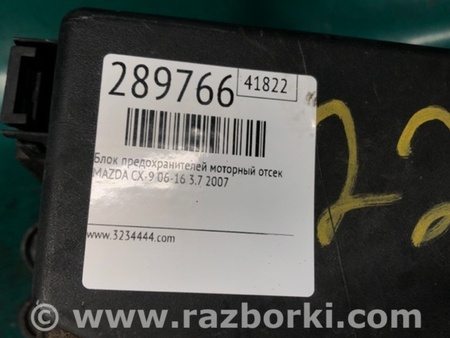 289766 41822
Блок предохранителей моторный отсек
MAZDA CX-9 06-16 3.7 2007
www.3234444.com
22
www.razborki.com